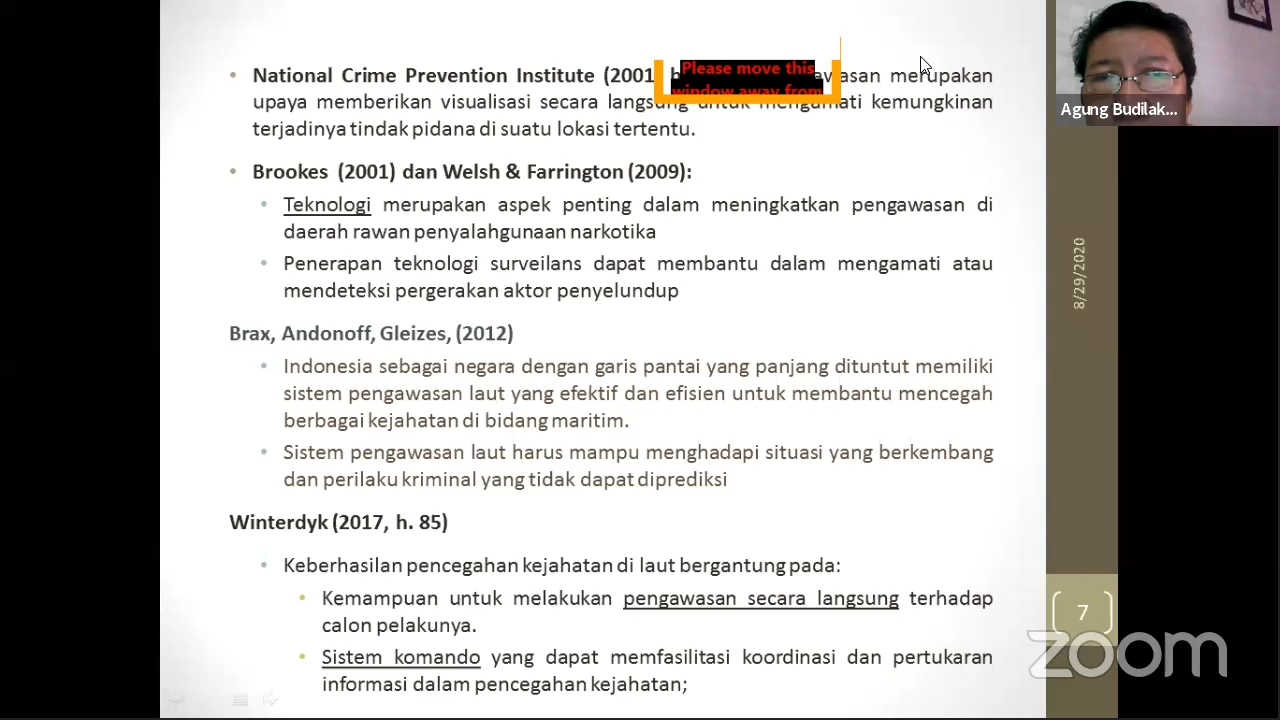 National Crime Prevention Institute (2001 merupakan
Please move this
window away from
upaya memberikan visualisasi secara langsung untuk mengamati kemungkinan
terjadinya tindak pidana di suatu lokasi tertentu.
Brookes (2001) dan Welsh & Farrington (2009):
Teknologi merupakan aspek penting dalam meningkatkan pengawasan di
daerah rawan penyalahgunaan narkotika
Penerapan teknologi surveilans dapat membantu dalam mengamati atau
mendeteksi pergerakan aktor penyelundup
Brax, Andonoff, Gleizes, (2012)
Indonesia sebagai negara dengan garis pantai yang panjang dituntut memiliki
sistem pengawasan laut yang efektif dan efisien untuk membantu mencegah
berbagai kejahatan di bidang maritim.
Sistem pengawasan laut harus mampu menghadapi situasi yang berkembang
dan perilaku kriminal yang tidak dapat diprediksi
Winterdyk (2017, h. 85)
Keberhasilan pencegahan kejahatan di laut bergantung pada:
Kemampuan untuk melakukan pengawasan secara langsung terhadap
calon pelakunya.
Sistem komando yang dapat memfasilitasi koordinasi dan pertukaran
informasi dalam pencegahan kejahatan;
Agung Budilak...
8/29/2020
7
zoom